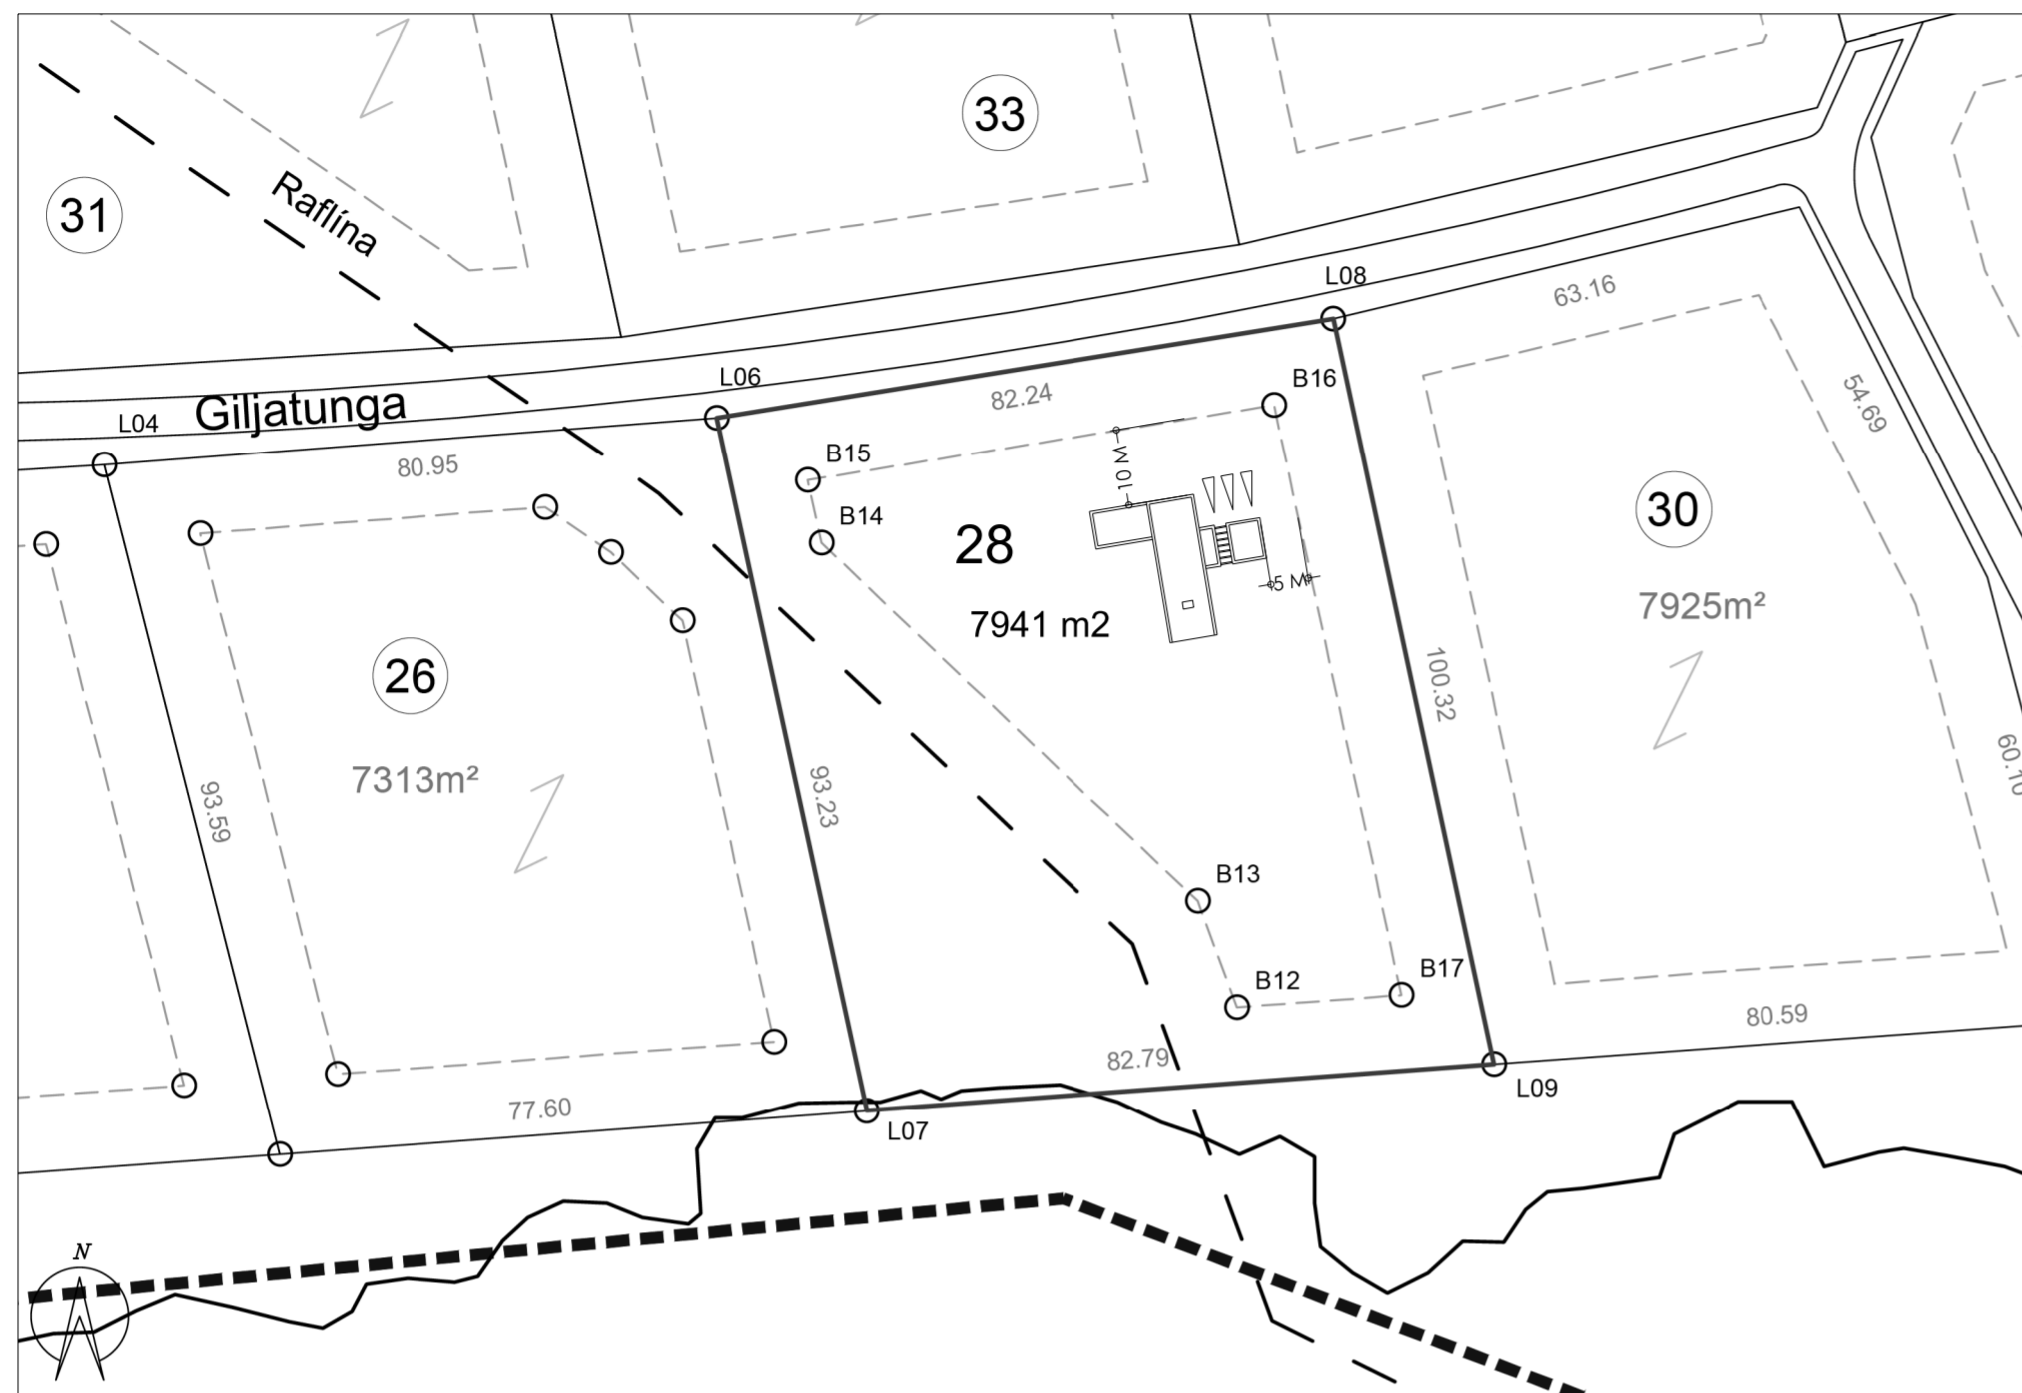 33
31
Raflína
L08
63.16
L06
B16
82.24
54.69
L04
Giljatunga
80.95
B15
10 M
B14
28
30
5 M
7925m²
7941 m2
26
100.32
7313m²
93.59
93.23
60.10
B13
B17
B12
80.59
82.79
L09
77.60
L07
N